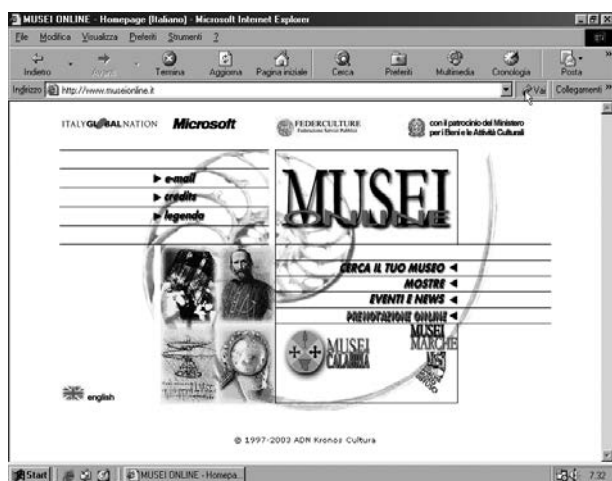 MUSEI ONLINE - Homepage (Italiano) - Microsoft Internet Explorer
File Modifica Visualizza Preferiti Strumenti ?
Indietro Avanti Termina Aggiorna Pagina iniziale Cerca Preferiti Multimedia Cronologia Posta
Indirizzo http://www.museionline.it Vai Collegamenti
ITALYGLOBALNATION Microsoft FEDERCULTURE con il patrocinio del Ministero
Federazione Servizi Pubblici per i Beni e le Attività Culturali
e-mail
credits
legenda
MUSEI
ONLINE
CERCA IL TUO MUSEO
MOSTRE
EVENTI E NEWS
PRENOTAZIONE ONLINE
MUSEI
CALABRIA
MUSEI
MARCHE
english
© 1997-2003 ADN Kronos Cultura
Start MUSEI ONLINE - Homepa... 7.32